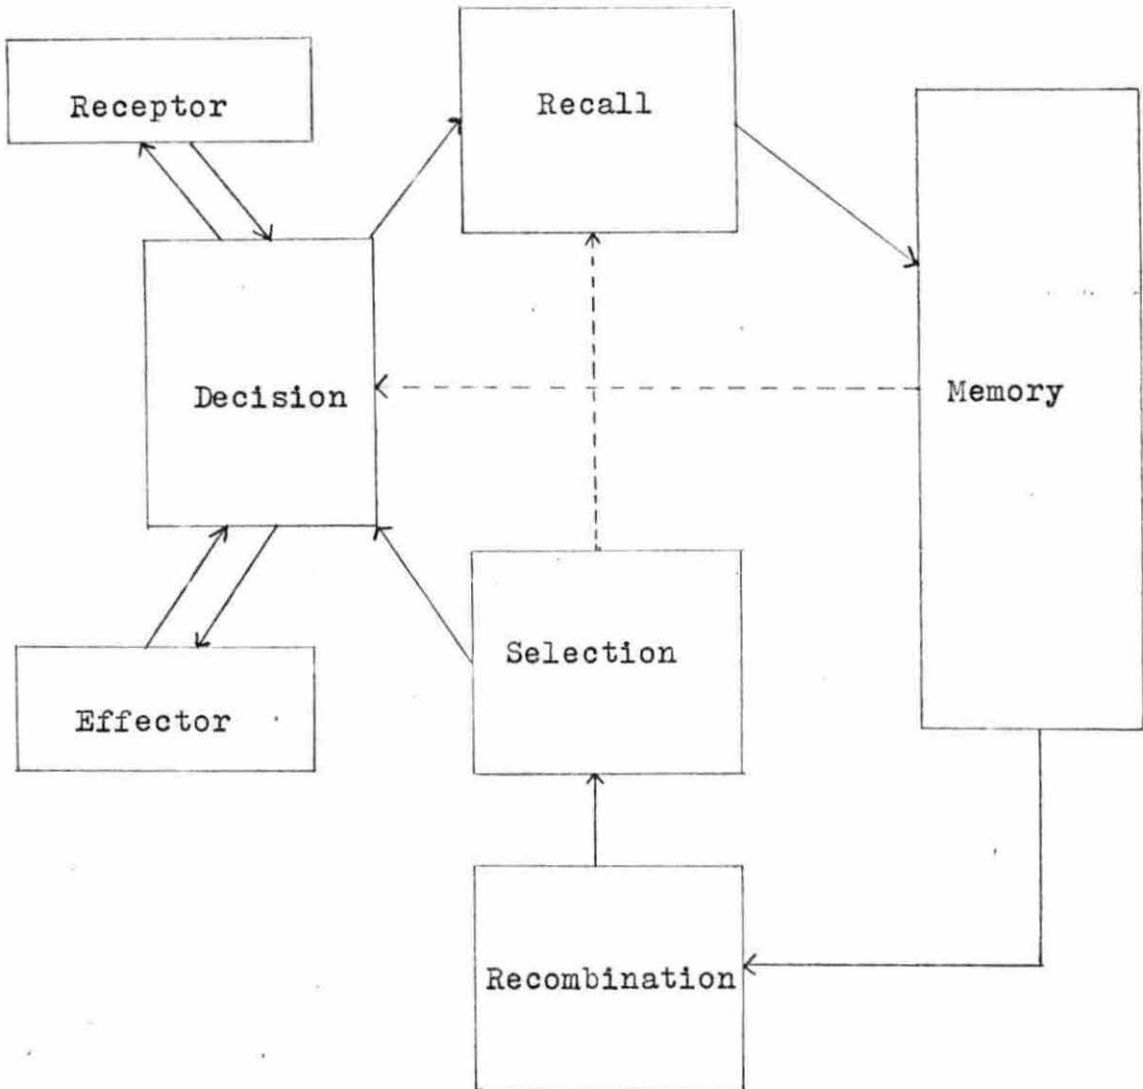 Receptor
Recall
Decision
Memory
Selection
Effector
Recombination